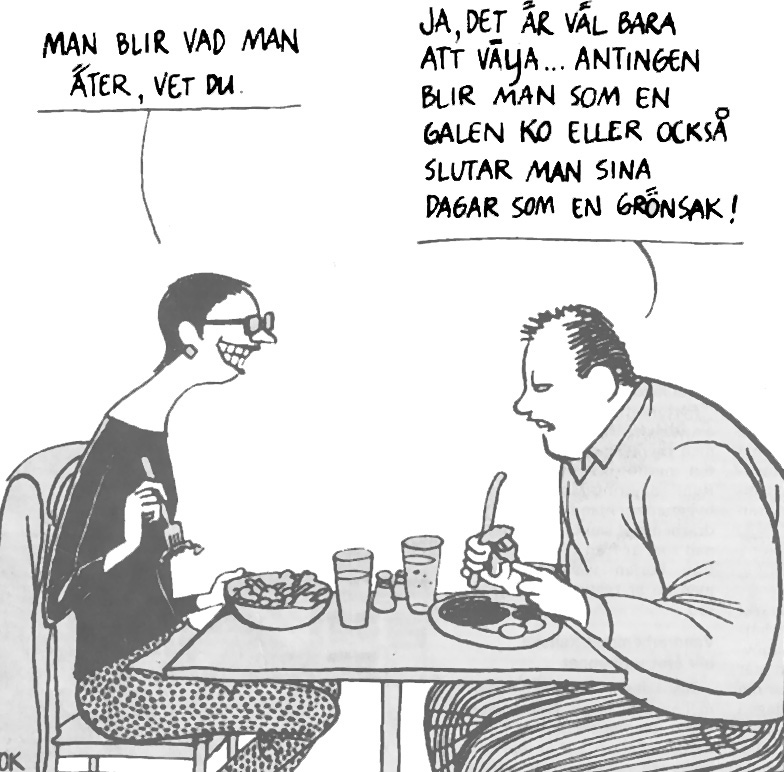 MAN BLIR VAD MAN
ÄTER, VET DU.
JA, DET ÄR VÄL BARA
ATT VÄLJA... ANTINGEN
BLIR MAN SOM EN
GALEN KO ELLER OCKSÅ
SLUTAR MAN SINA
DAGAR SOM EN GRÖNSAK!
OK